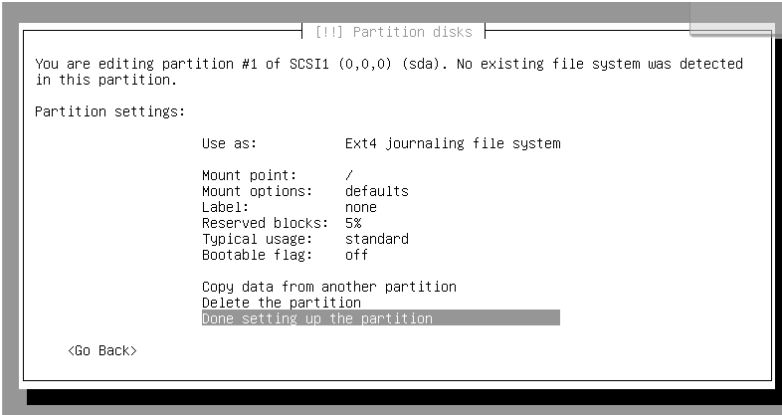 [!!] Partition disks
You are editing partition #1 of SCSI1 (0,0,0) (sda). No existing file system was detected
in this partition.
Partition settings:
Use as: Ext4 journaling file system
Mount point: /
Mount options: defaults
Label: none
Reserved blocks: 5%
Typical usage: standard
Bootable flag: off
Copy data from another partition
Delete the partition
Done setting up the partition
<Go Back>